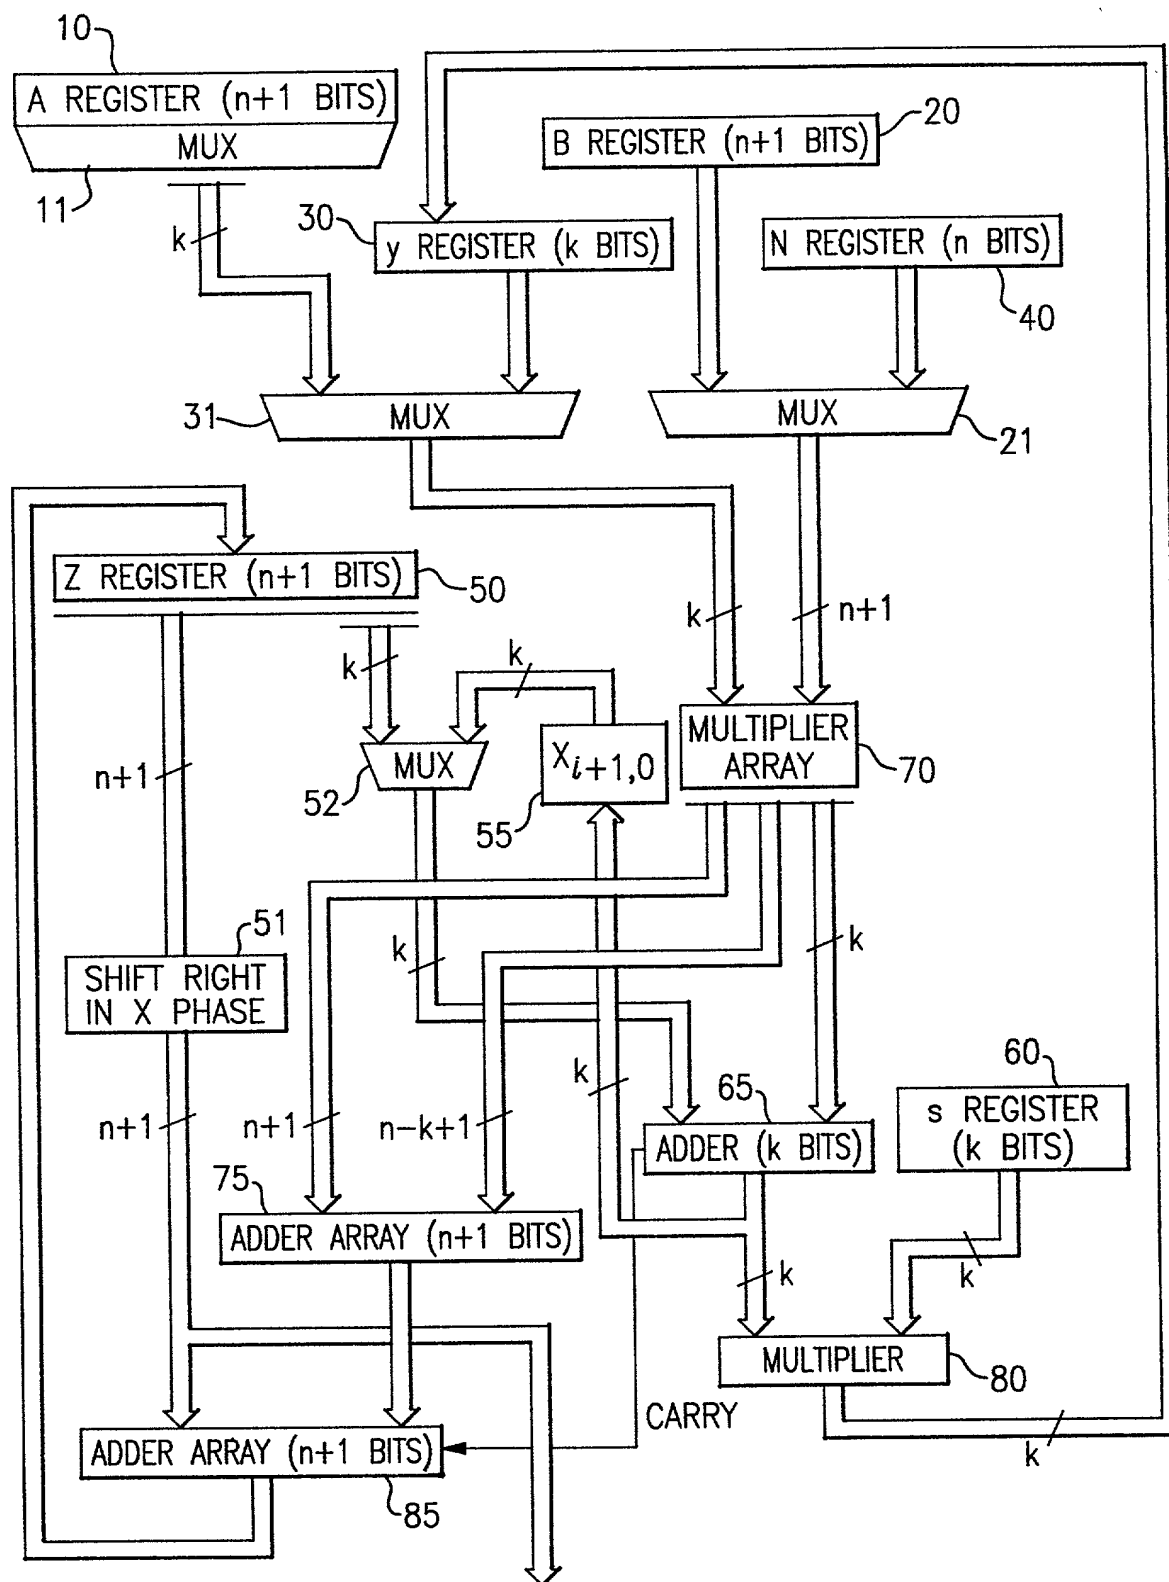 10
A REGISTER (n+1 BITS)
MUX
11
k
20
B REGISTER (n+1 BITS)
30
y REGISTER (k BITS)
N REGISTER (n BITS)
40
31
MUX
MUX
21
Z REGISTER (n+1 BITS)
50
k
n+1
k
k
n+1
MUX
52
X_{i+1,0}
55
MULTIPLIER
ARRAY
70
51
SHIFT RIGHT
IN X PHASE
k
k
k
n+1
n+1
n-k+1
65
ADDER (k BITS)
60
s REGISTER
(k BITS)
75
ADDER ARRAY (n+1 BITS)
k
k
MULTIPLIER
80
CARRY
k
ADDER ARRAY (n+1 BITS)
85